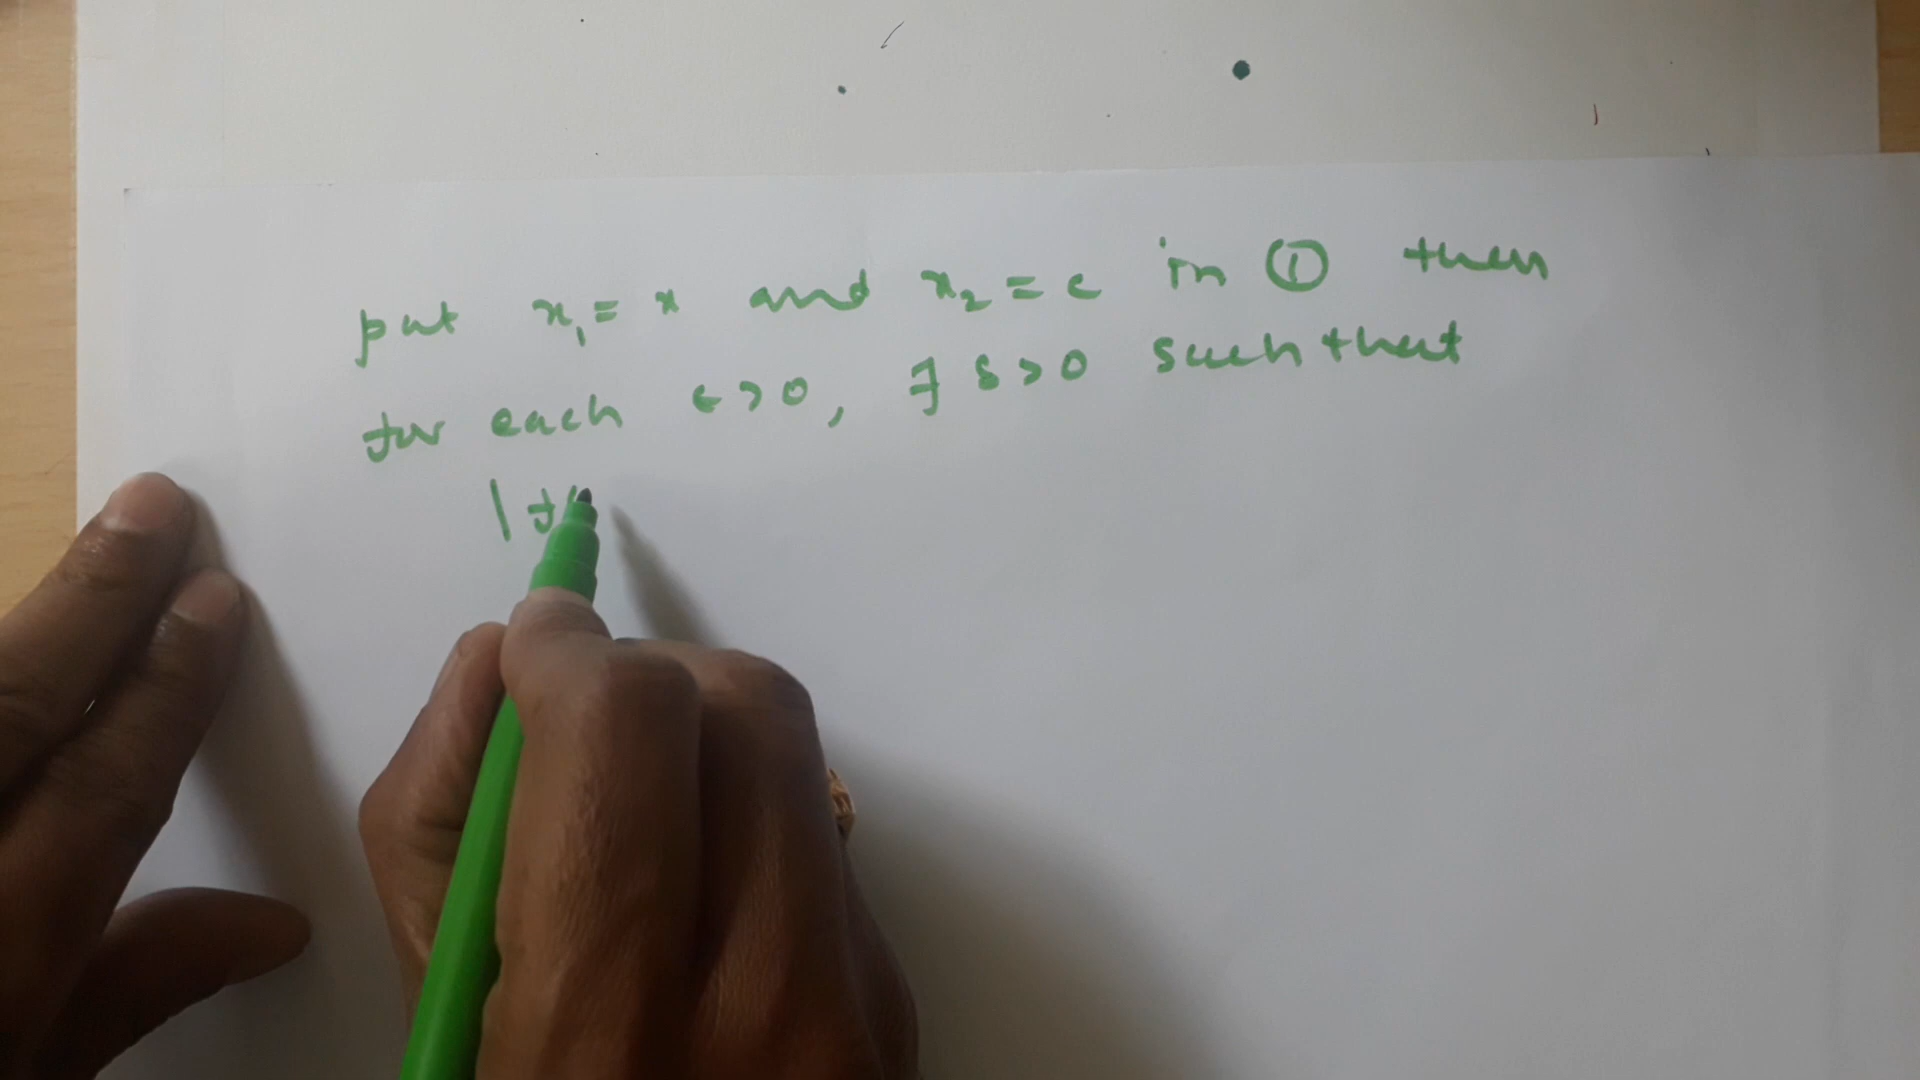 put x₁ = x and x₂ = c in ① then
for each ϵ>0, ∃ δ>0 such that
|f(